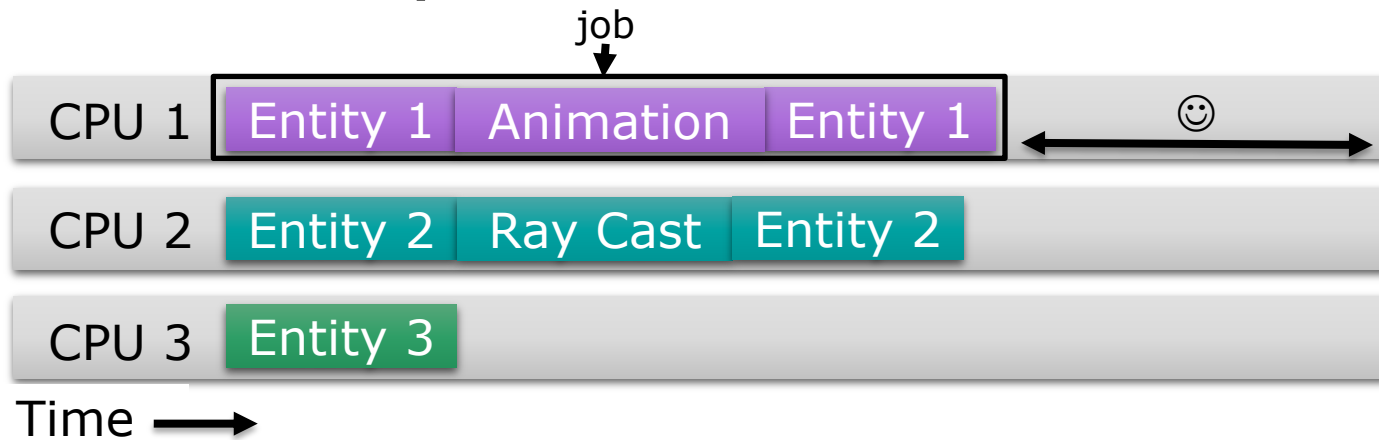 job
CPU 1 Entity 1 Animation Entity 1 ☺
CPU 2 Entity 2 Ray Cast Entity 2
CPU 3 Entity 3
Time